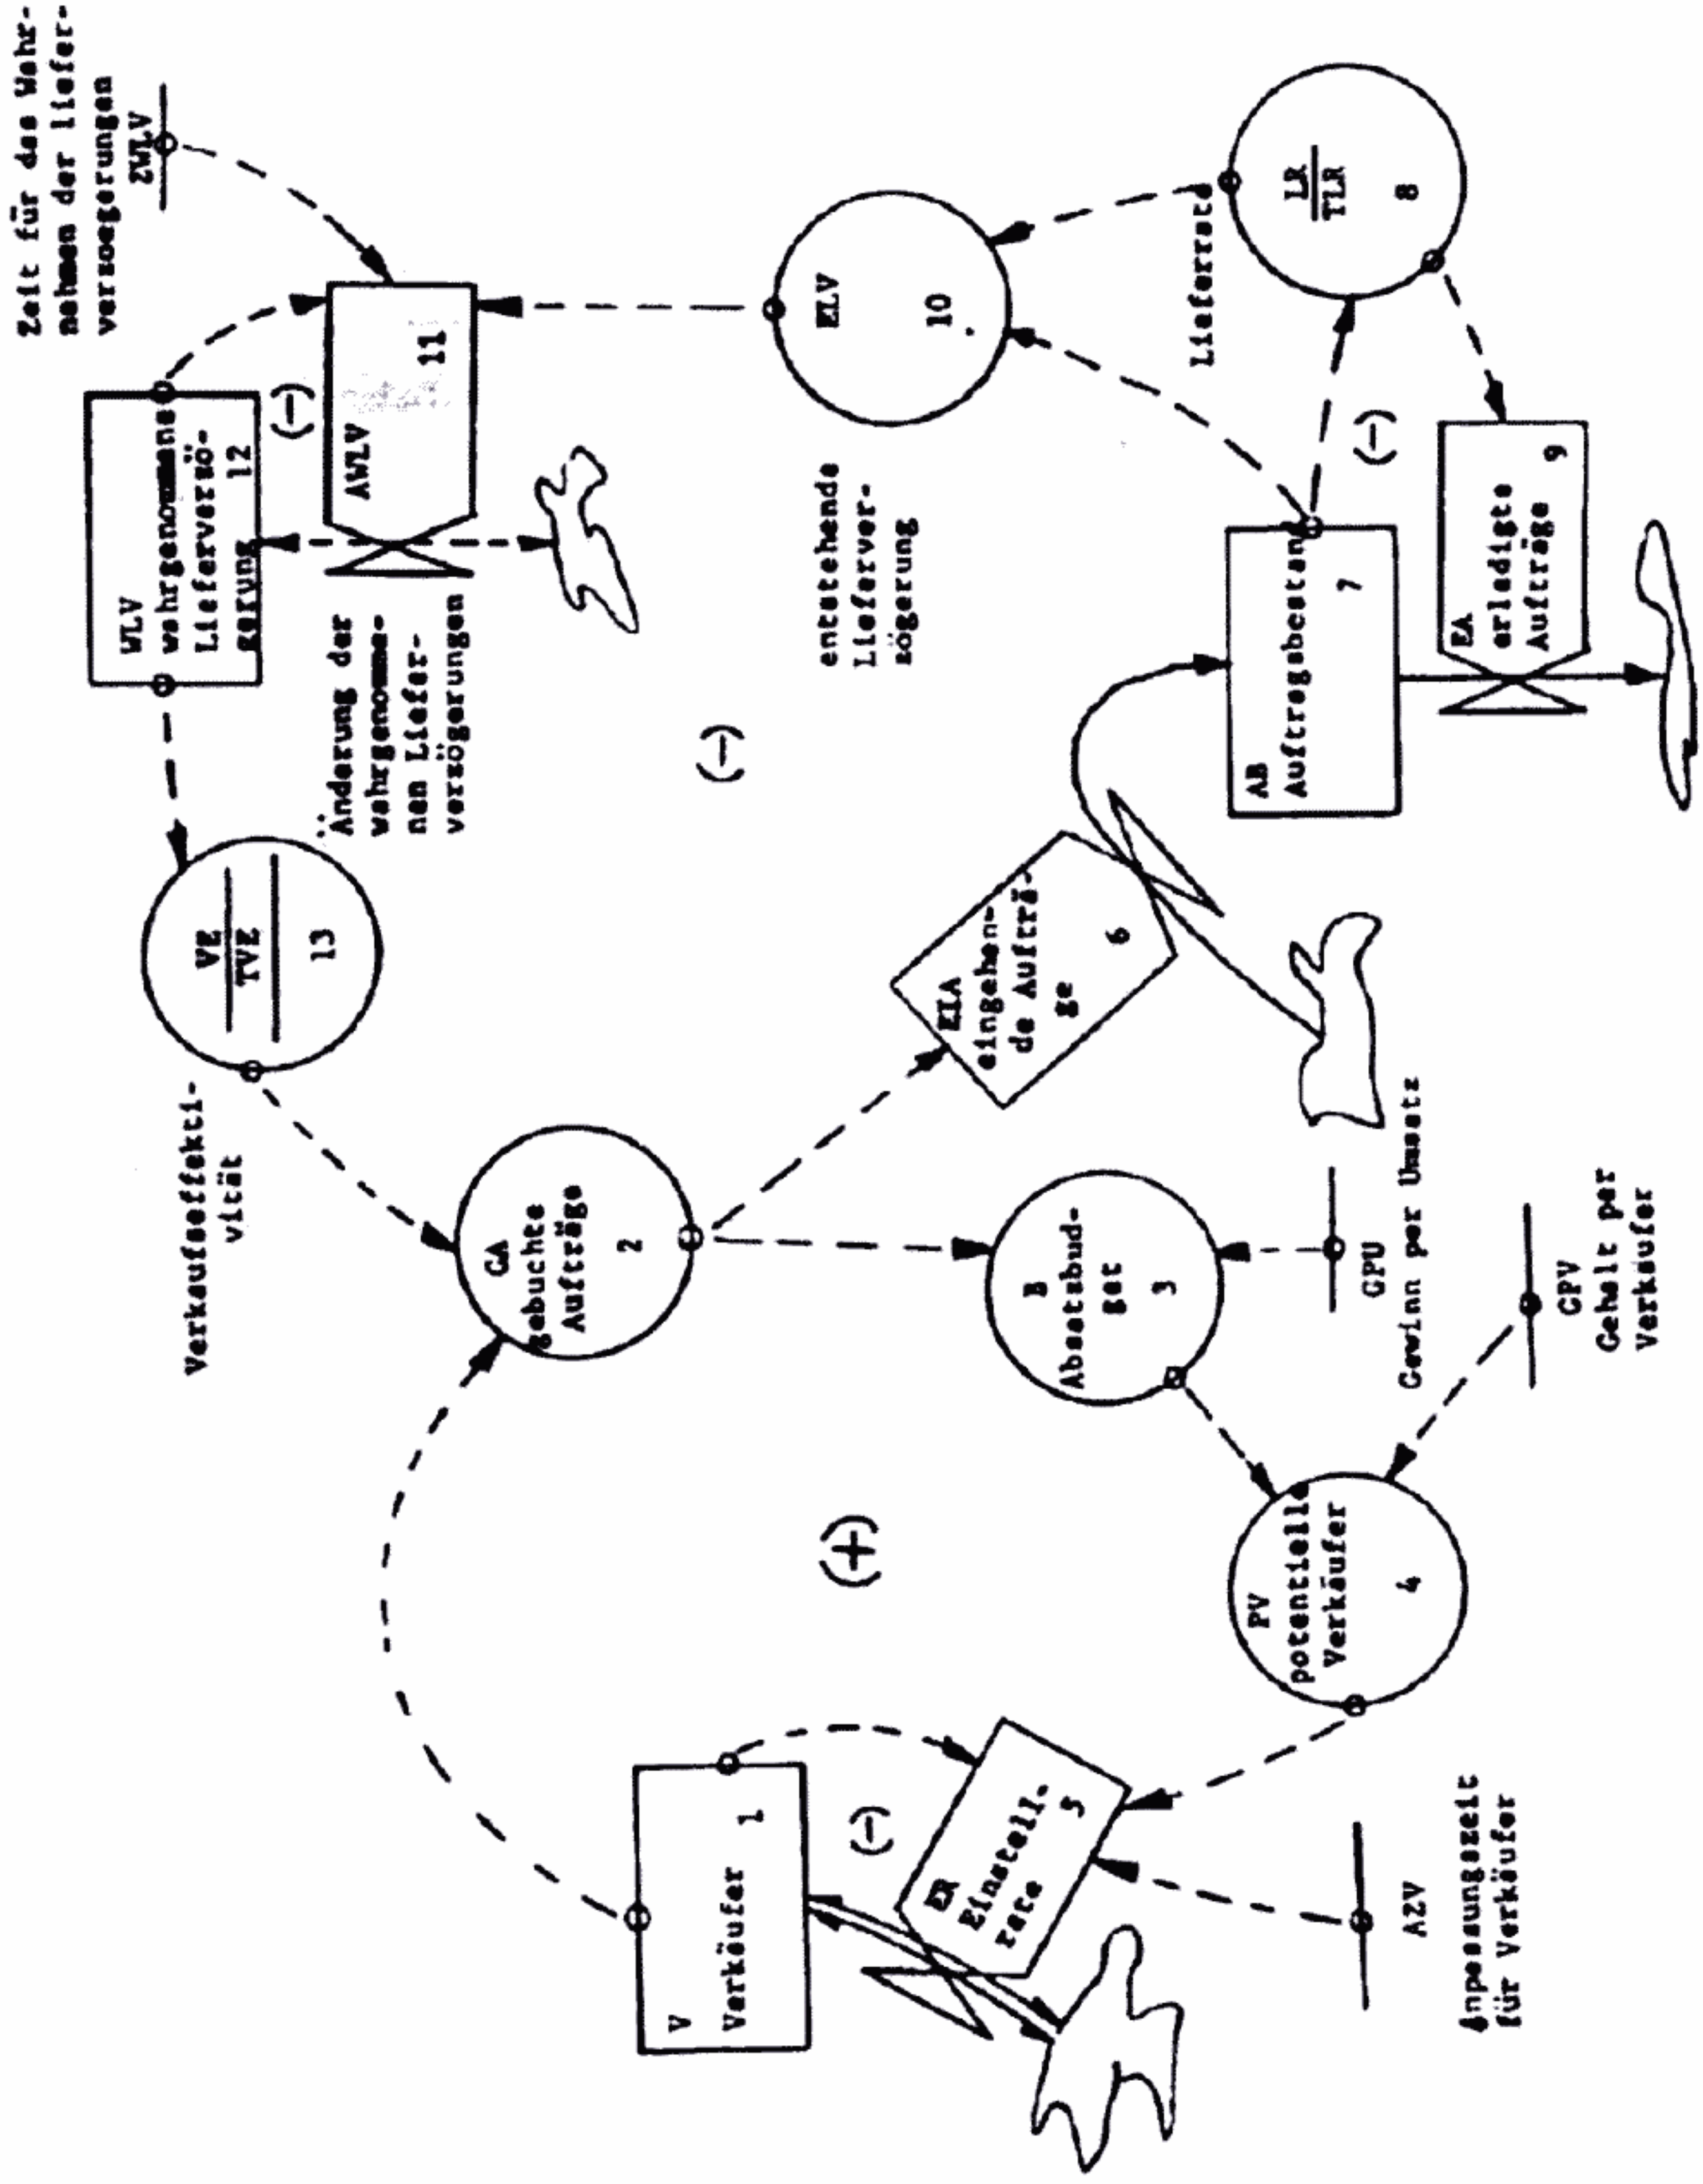 Zeit für das Wahr-
nehmen der Liefer-
verzoegerungen
ZWLV
WLV
wahrgenommene
Lieferverzö-
gerung 12
(-)
AWLV 11
Änderung der
wahrgenomme-
nen Liefer-
verzögerungen
VE
TVE
13
Verkaufseffekti-
vität
GA
gebuchte
Aufträge
2
V
Verkäufer 1
(-)
ER
Einstell-
rate 5
(+)
(-)
entstehende
Lieferver-
zögerung
ELV
10
EIA
eingehen-
de Aufträ-
ge 6
B
Absatzbud-
get
3
PV
potentielle
Verkäufer
4
AB
Auftragsbestand
7
Lieferrate
LR
TLR
8
(-)
EA
erledigte
Aufträge 9
GPU
Gewinn per Umsatz
AZV
Anpassungszeit
für Verkäufer
GPV
Gehalt per
Verkäufer